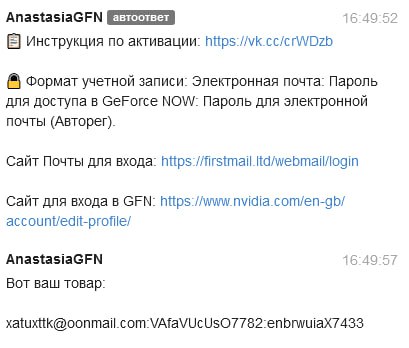 AnastasiaGFN автоответ 16:49:52
📋 Инструкция по активации: https://vk.cc/crWDzb
🔒 Формат учетной записи: Электронная почта: Пароль
для доступа в GeForce NOW: Пароль для электронной
почты (Авторег).
Сайт Почты для входа: https://firstmail.ltd/webmail/login
Сайт для входа в GFN: https://www.nvidia.com/en-gb/
account/edit-profile/
AnastasiaGFN 16:49:57
Вот ваш товар:
xatuxttk@oonmail.com:VAfaVUcUsO7782:enbrwuiaX7433